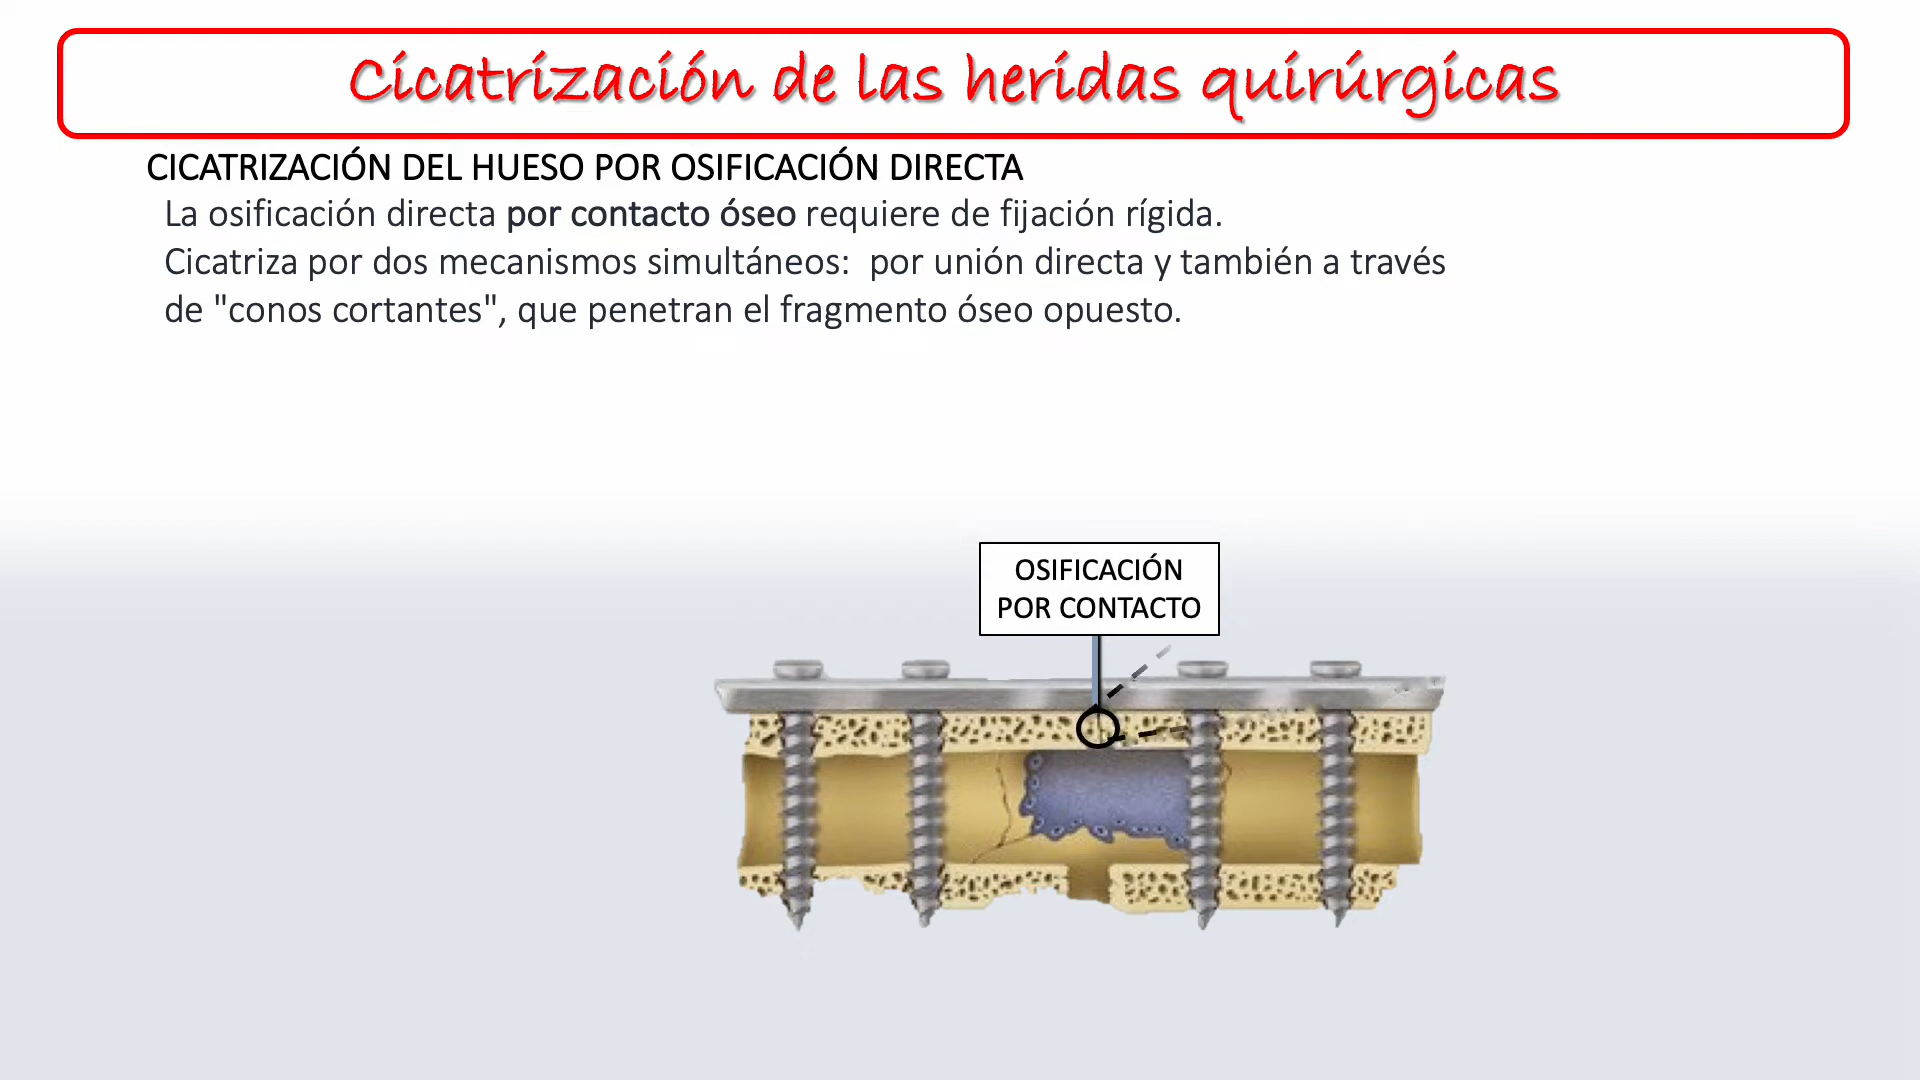 Cicatrización de las heridas quirúrgicas
CICATRIZACIÓN DEL HUESO POR OSIFICACIÓN DIRECTA
La osificación directa por contacto óseo requiere de fijación rígida.
Cicatriza por dos mecanismos simultáneos:  por unión directa y también a través
de "conos cortantes", que penetran el fragmento óseo opuesto.
OSIFICACIÓN
POR CONTACTO